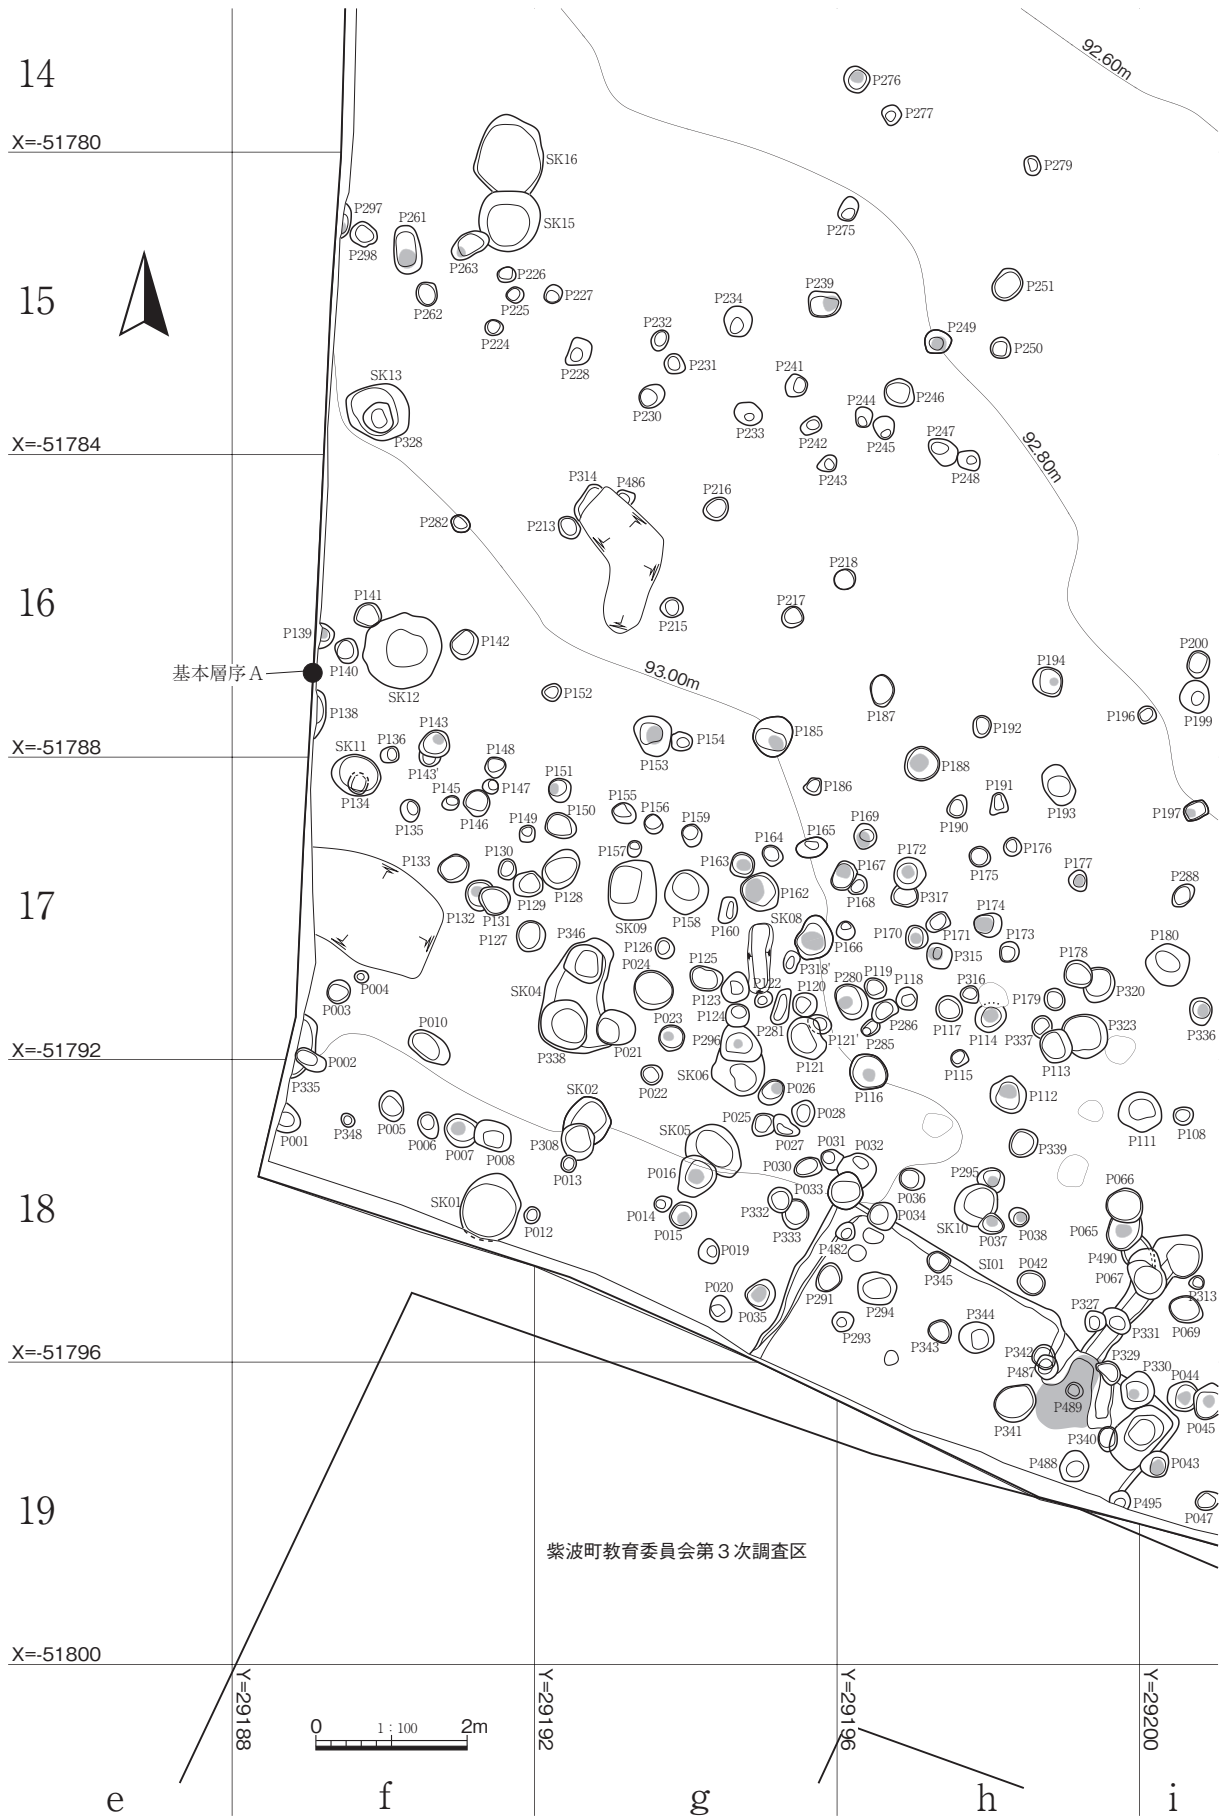 14
92.60m
P276
P277
X=-51780
SK16
P279
P297
P261
SK15
P275
P298
P263
P226
P251
15
P262
P225
P227
P239
P234
P224
P232
P249
P228
P231
P250
SK13
P241
P230
P244
P246
P233
P242
P245
P247
P328
X=-51784
92.80m
P243
P248
P314
P486
P216
P282
P213
P218
16
P141
P217
P215
P139
P142
P200
P140
基本層序A
93.00m
P194
SK12
P152
P187
P138
P196
P199
P143
P192
P136
P185
X=-51788
SK11
P154
P148
P153
P188
P143'
P151
P134
P145
P147
P186
P191
P155
P135
P146
P150
P156
P169
P190
P193
P197
P149
P159
P165
P157
P164
P172
P176
P133
P130
P163
P167
P175
P177
P128
P168
P288
17
P129
P162
P317
P132
P131
SK09
P158
P160
SK08
P174
P127
P166
P170
P171
P180
P346
P126
P173
P024
P125
P318'
P315
P178
P004
P280
P119
P118
P316
SK04
P123
P122
P120
P179
P320
P003
P010
P023
P124
P286
P117
P336
P281
P121'
P285
P114
P337
P323
P338
P021
P296
P121
P113
X=-51792
P002
P115
P335
P022
SK06
P116
SK02
P026
P112
P005
P025
P028
P001
P348
P006
P027
P111
P108
P007
P008
P308
SK05
P031
P032
P339
P013
P030
P295
P016
P033
P036
P066
SK01
P014
P332
P034
SK10
18
P012
P015
P333
P037
P038
P065
P482
P019
SI01
P490
P345
P042
P067
P020
P291
P313
P035
P294
P327
P344
P331
P069
P293
P343
P342
P329
X=-51796
P330
P044
P487
P489
P045
P341
P340
P488
P043
19
P495
P047
紫波町教育委員会第3次調査区
X=-51800
Y=29188
Y=29192
Y=29196
Y=29200
0
1:100
2m
e
f
g
h
i